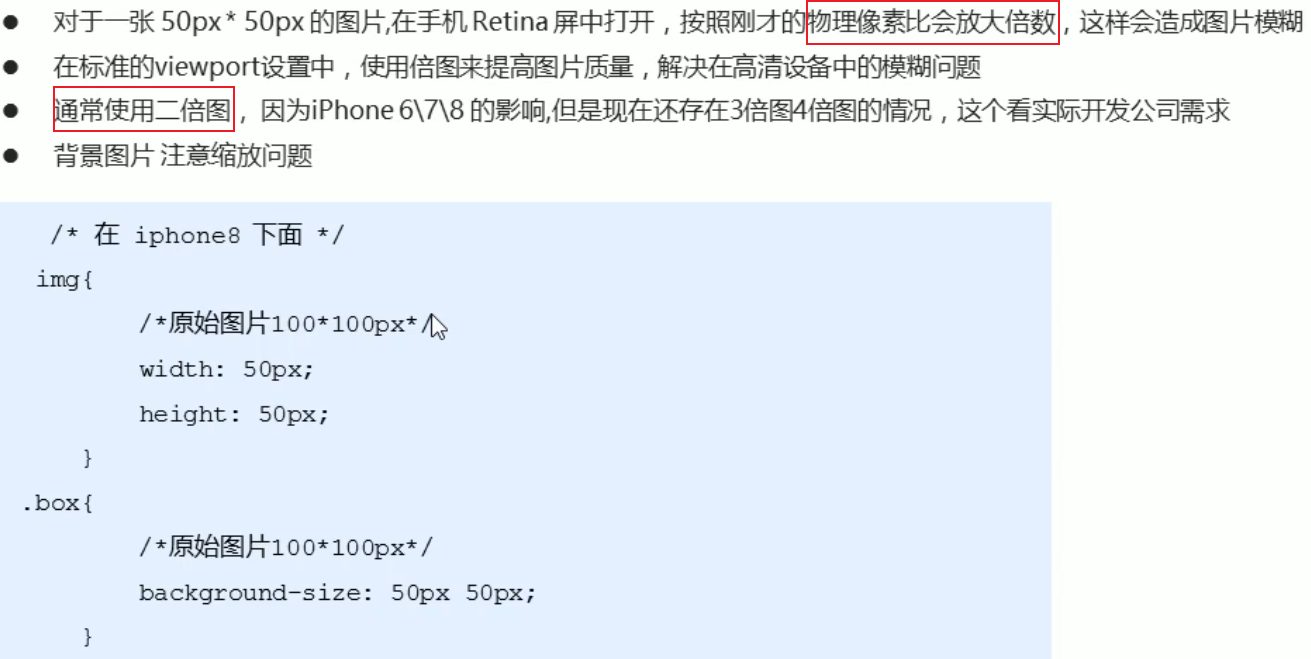 ● 对于一张 50px * 50px 的图片,在手机 Retina 屏中打开，按照刚才的物理像素比会放大倍数，这样会造成图片模糊
● 在标准的viewport设置中，使用倍图来提高图片质量，解决在高清设备中的模糊问题
● 通常使用二倍图， 因为iPhone 6\7\8 的影响,但是现在还存在3倍图4倍图的情况，这个看实际开发公司需求
● 背景图片 注意缩放问题
/* 在 iphone8 下面 */
img{
/*原始图片100*100px*/
width: 50px;
height: 50px;
}
.box{
/*原始图片100*100px*/
background-size: 50px 50px;
}